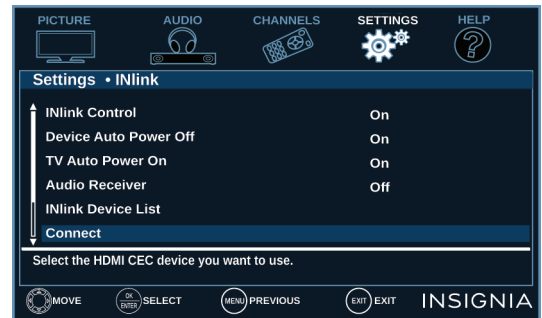 PICTURE AUDIO CHANNELS SETTINGS HELP
Settings • INlink
INlink Control On
Device Auto Power Off On
TV Auto Power On On
Audio Receiver Off
INlink Device List
Connect
Select the HDMI CEC device you want to use.
MOVE OK ENTER SELECT MENU PREVIOUS EXIT EXIT INSIGNIA